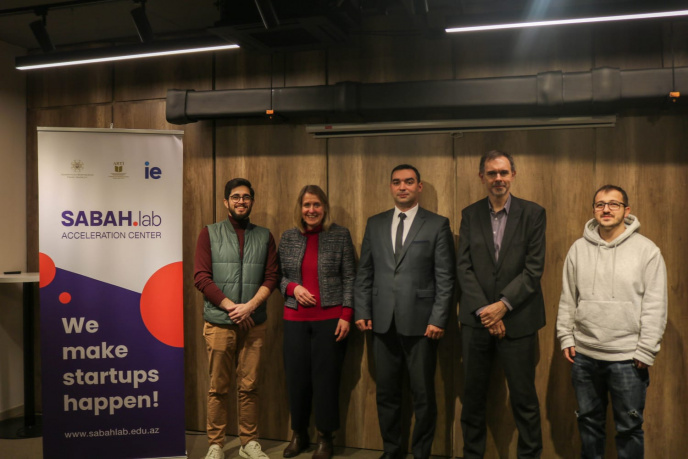 ie
SABAH.lab
ACCELERATION CENTER
We
make
startups
happen!
www.sabahlab.edu.az